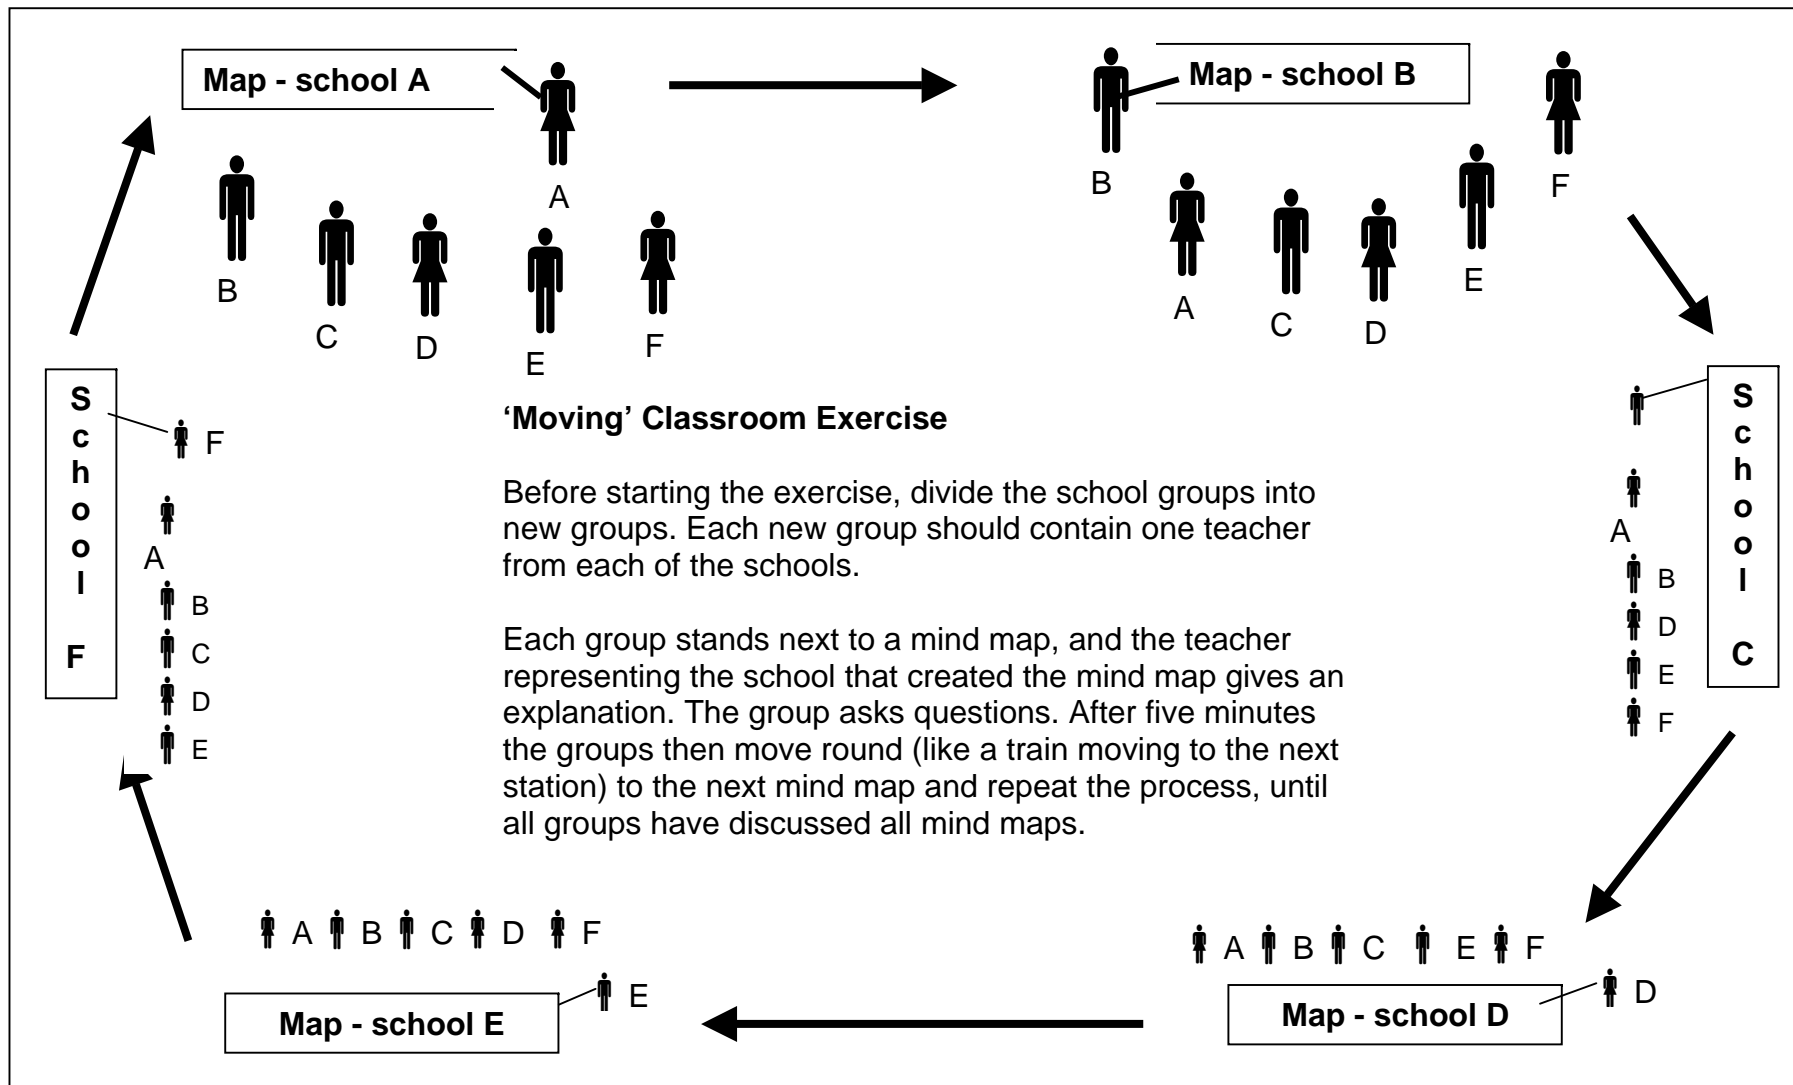 Map - school A
A
B
C
D
E
F
Map - school B
B
A
C
D
E
F
School C
A
B
D
E
F
‘Moving’ Classroom Exercise
Before starting the exercise, divide the school groups into
new groups. Each new group should contain one teacher
from each of the schools.
Each group stands next to a mind map, and the teacher
representing the school that created the mind map gives an
explanation. The group asks questions. After five minutes
the groups then move round (like a train moving to the next
station) to the next mind map and repeat the process, until
all groups have discussed all mind maps.
A B C E F
D
Map - school D
A B C D F
E
Map - school E
School F
F
A
B
C
D
E